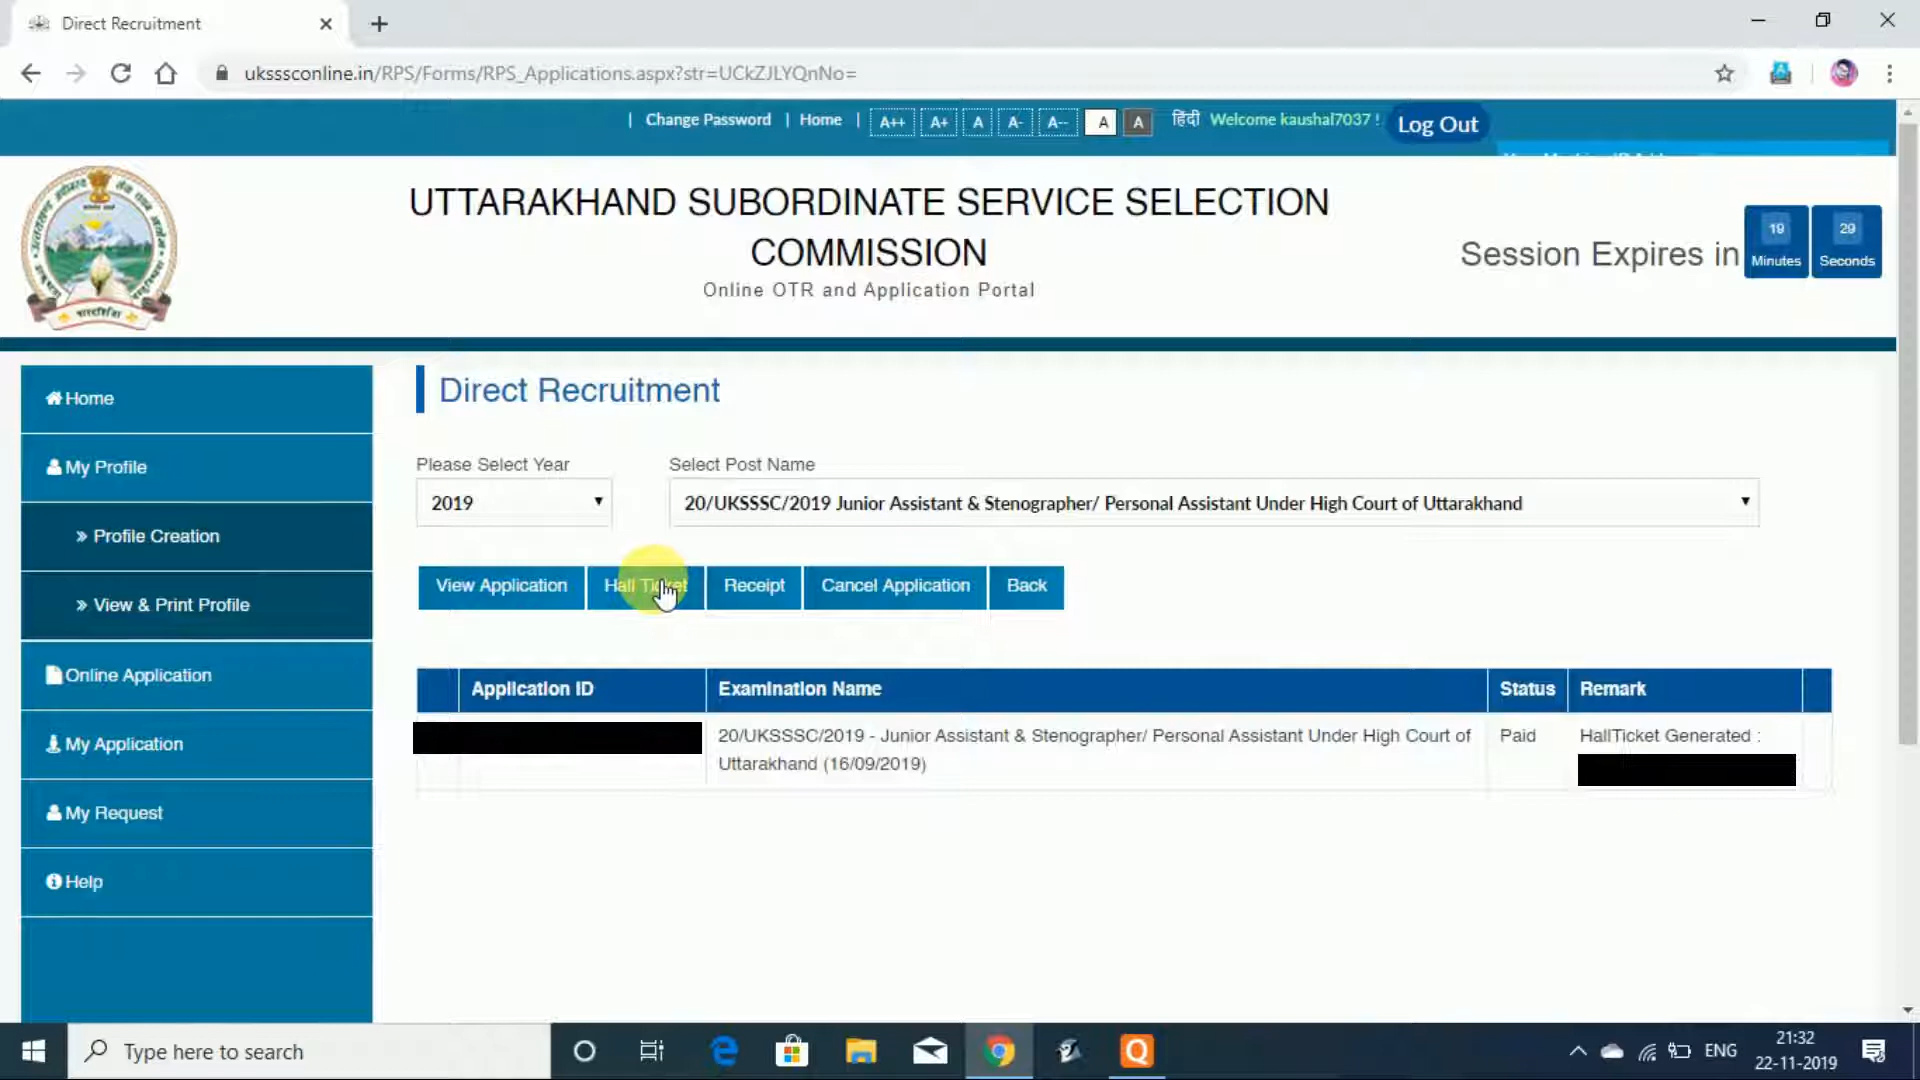 Direct Recruitment
uksssconline.in/RPS/Forms/RPS_Applications.aspx?str=UCkZJLYQnNo=
| Change Password | Home | A++ A+ A A- A-- A A हिंदी Welcome kaushal7037 ! Log Out
UTTARAKHAND SUBORDINATE SERVICE SELECTION
COMMISSION
Online OTR and Application Portal
Session Expires in
19 Minutes
29 Seconds
Home
My Profile
» Profile Creation
» View & Print Profile
Online Application
My Application
My Request
Help
Direct Recruitment
Please Select Year
2019
Select Post Name
20/UKSSSC/2019 Junior Assistant & Stenographer/ Personal Assistant Under High Court of Uttarakhand
View Application Hall Ticket Receipt Cancel Application Back
Application ID Examination Name Status Remark
20/UKSSSC/2019 - Junior Assistant & Stenographer/ Personal Assistant Under High Court of
Uttarakhand (16/09/2019)
Paid
HallTicket Generated :
Type here to search
ENG
21:32
22-11-2019